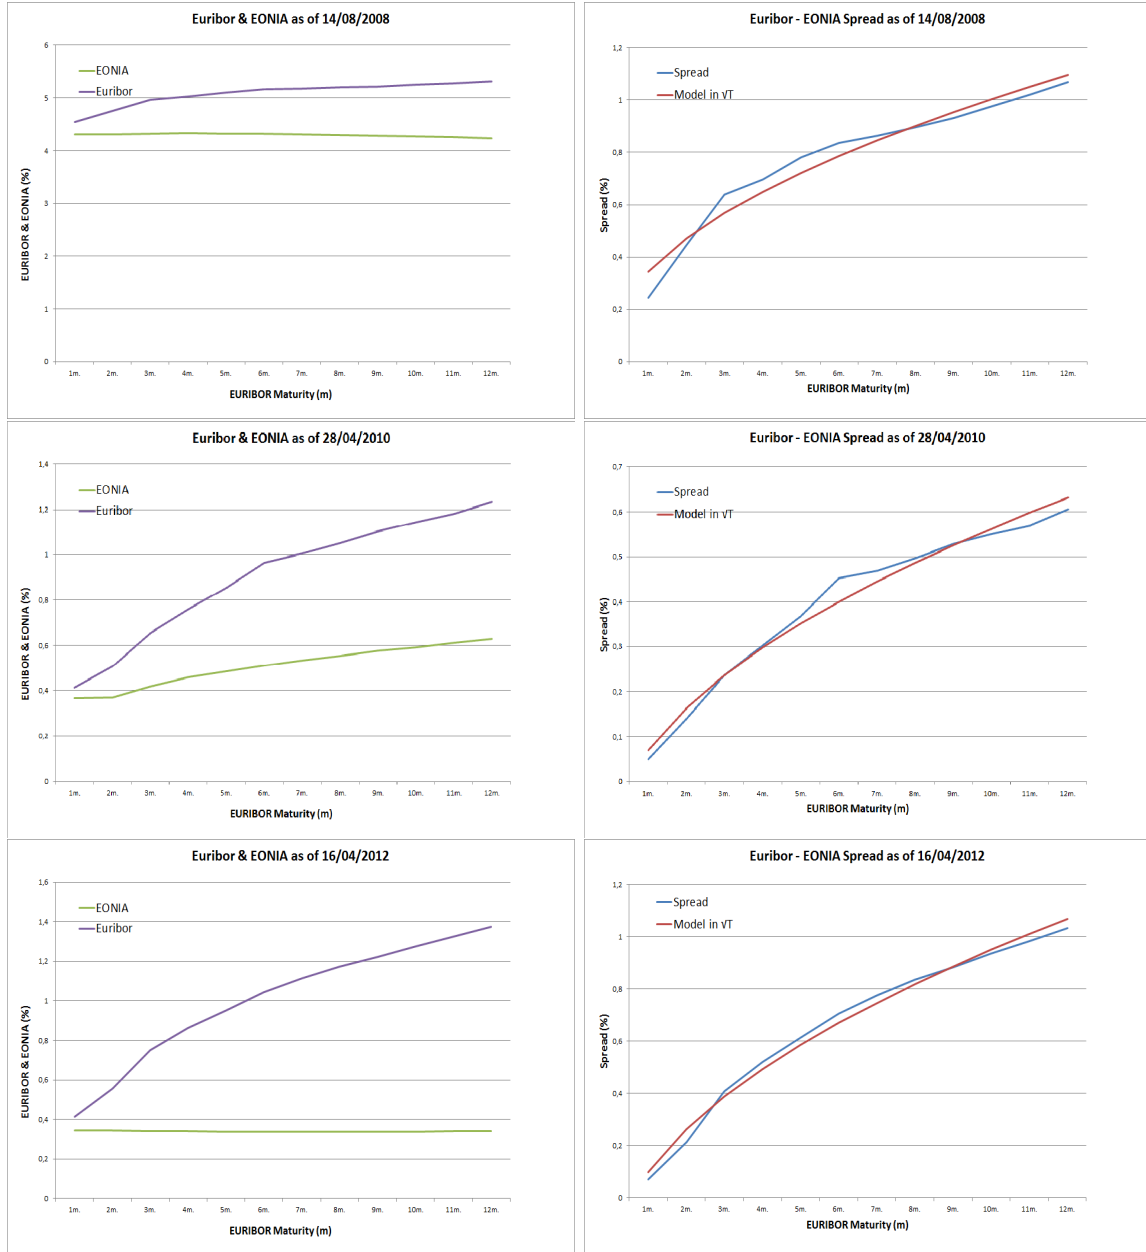 Euribor & EONIA as of 14/08/2008
6
5
4
3
2
1
0
EONIA
Euribor
EURIBOR & EONIA (%)
1m. 2m. 3m. 4m. 5m. 6m. 7m. 8m. 9m. 10m. 11m. 12m.
EURIBOR Maturity (m)
Euribor - EONIA Spread as of 14/08/2008
1,2
1
0,8
0,6
0,4
0,2
0
Spread
Model in √T
Spread (%)
1m. 2m. 3m. 4m. 5m. 6m. 7m. 8m. 9m. 10m. 11m. 12m.
EURIBOR Maturity (m)
Euribor & EONIA as of 28/04/2010
1,4
1,2
1
0,8
0,6
0,4
0,2
0
EONIA
Euribor
EURIBOR & EONIA (%)
1m. 2m. 3m. 4m. 5m. 6m. 7m. 8m. 9m. 10m. 11m. 12m.
EURIBOR Maturity (m)
Euribor - EONIA Spread as of 28/04/2010
0,7
0,6
0,5
0,4
0,3
0,2
0,1
0
Spread
Model in √T
Spread (%)
1m. 2m. 3m. 4m. 5m. 6m. 7m. 8m. 9m. 10m. 11m. 12m.
EURIBOR Maturity (m)
Euribor & EONIA as of 16/04/2012
1,6
1,4
1,2
1
0,8
0,6
0,4
0,2
0
EONIA
Euribor
EURIBOR & EONIA (%)
1m. 2m. 3m. 4m. 5m. 6m. 7m. 8m. 9m. 10m. 11m. 12m.
EURIBOR Maturity (m)
Euribor - EONIA Spread as of 16/04/2012
1,2
1
0,8
0,6
0,4
0,2
0
Spread
Model in √T
Spread (%)
1m. 2m. 3m. 4m. 5m. 6m. 7m. 8m. 9m. 10m. 11m. 12m.
EURIBOR Maturity (m)